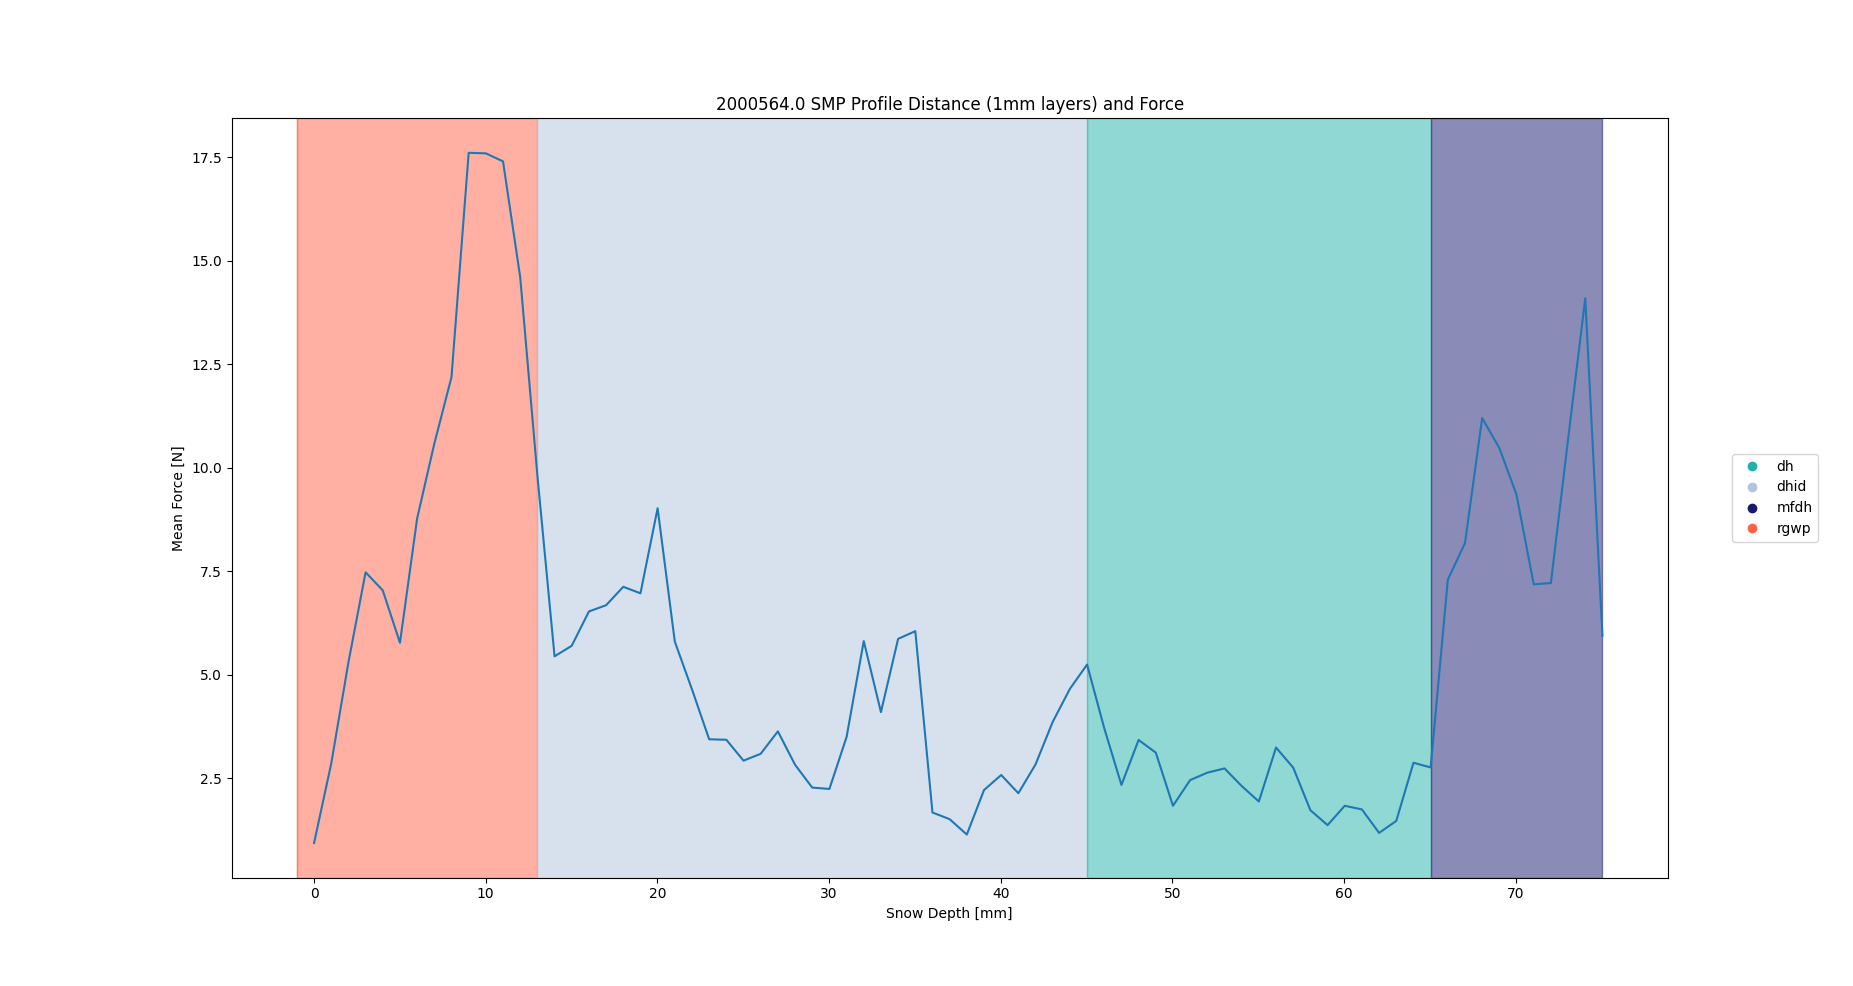 2000564.0 SMP Profile Distance (1mm layers) and Force
17.5
15.0
12.5
10.0
7.5
5.0
2.5
Mean Force [N]
0 10 20 30 40 50 60 70
Snow Depth [mm]
dh
dhid
mfdh
rgwp